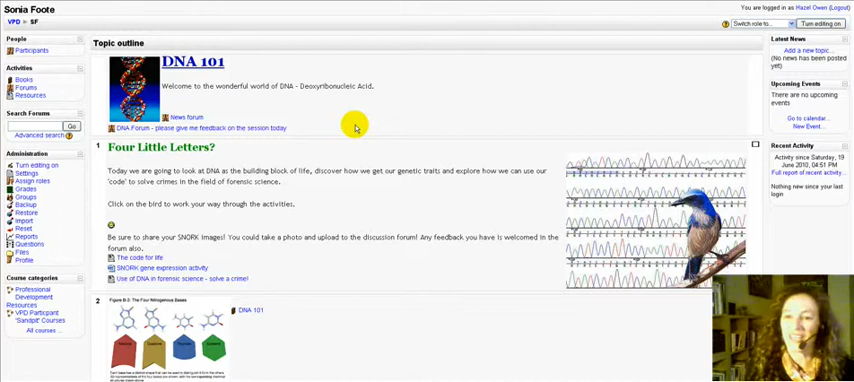 Sonia Foote
You are logged in as Hazel Owen (Logout)
VPD ► SF
Switch role to...
Turn editing on
People
Participants
Activities
Books
Forums
Resources
Search Forums
Go
Advanced search
Administration
Turn editing on
Settings
Assign roles
Grades
Groups
Backup
Restore
Import
Reset
Reports
Questions
Files
Profile
Course categories
Professional
Development
Resources
VPD Participant
'Sandpit' Courses
All courses ...
Topic outline
DNA 101
Welcome to the wonderful world of DNA - Deoxyribonucleic Acid.
News forum
DNA Forum - please give me feedback on the session today
1
Four Little Letters?
Today we are going to look at DNA as the building block of life, discover how we get our genetic traits and explore how we can use our
'code' to solve crimes in the field of forensic science.
Click on the bird to work your way through the activities.
Be sure to share your SNORK images! You could take a photo and upload to the discussion forum! Any feedback you have is welcomed in the
forum also.
The code for life
SNORK gene expression activity
Use of DNA in forensic science - solve a crime!
2
DNA 101
Latest News
Add a new topic...
(No news has been posted
yet)
Upcoming Events
There are no upcoming
events
Go to calendar...
New Event...
Recent Activity
Activity since Saturday, 19
June 2010, 04:51 PM
Full report of recent activity...
Nothing new since your last
login